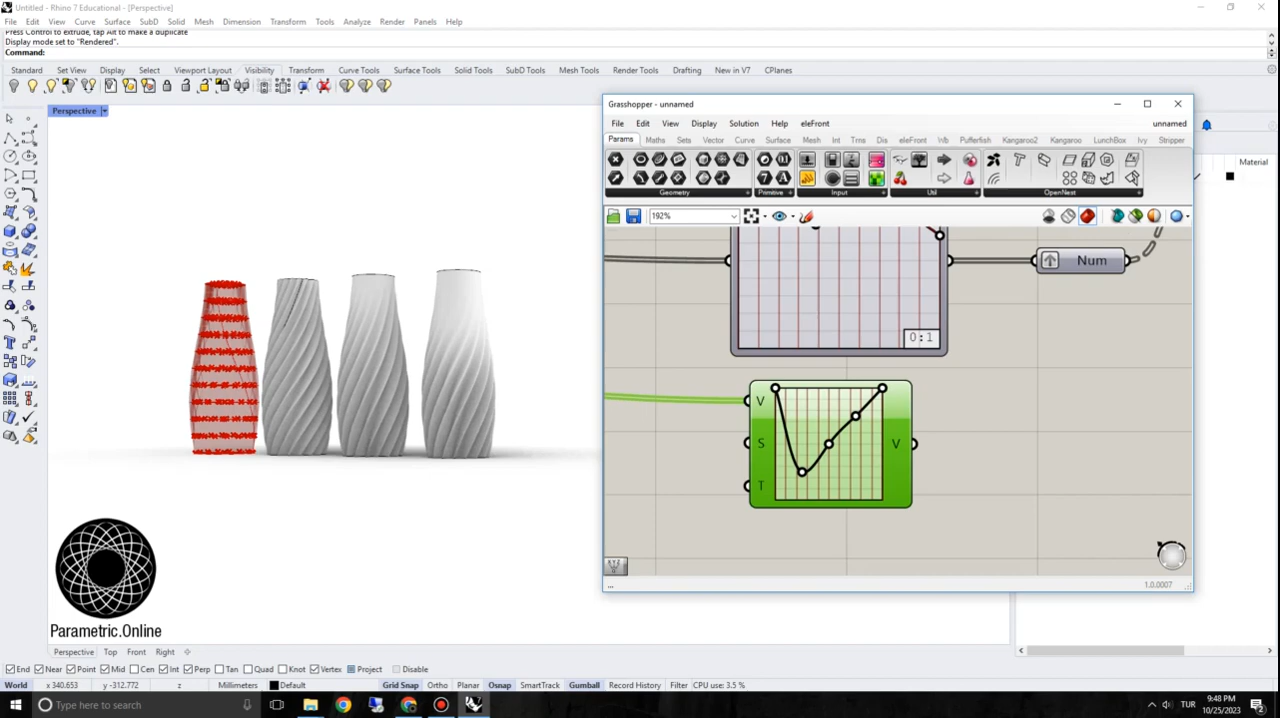 Untitled - Rhino 7 Educational - [Perspective]
File Edit View Curve Surface SubD Solid Mesh Dimension Transform Tools Analyze Render Panels Help
Press Control to extrude, tap Alt to make a duplicate
Display mode set to "Rendered".
Command:
Standard Set View Display Select Viewport Layout Visibility Transform Curve Tools Surface Tools Solid Tools SubD Tools Mesh Tools Render Tools Drafting New in V7 CPlanes
Perspective
Material
Grasshopper - unnamed
File Edit View Display Solution Help eleFront unnamed
Params Maths Sets Vector Curve Surface Mesh Int Trns Dis eleFront Wb Pufferfish Kangaroo2 Kangaroo LunchBox Ivy Stripper
Geometry Primitive Input Util OpenNest
192%
Num
0:1
V
S V
T
...
1.0.0007
Parametric.Online
Perspective Top Front Right
End Near Point Mid Cen Int Perp Tan Quad Knot Vertex Project Disable
World x 340.653 y -312.772 z Millimeters Default Grid Snap Ortho Planar Osnap SmartTrack Gumball Record History Filter CPU use: 3.5 %
Type here to search
TUR
9:48 PM
10/25/2023
2